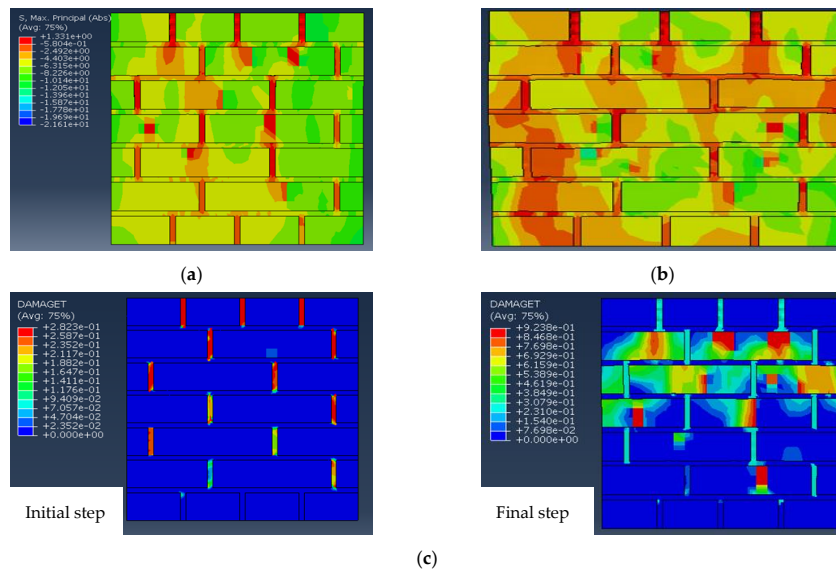 S, Max. Principal (Abs)
(Avg: 75%)
+1.331e+00
-5.804e-01
-2.492e+00
-4.403e+00
-6.315e+00
-8.226e+00
-1.014e+01
-1.205e+01
-1.396e+01
-1.587e+01
-1.778e+01
-1.969e+01
-2.161e+01
(a)
(b)
DAMAGET
(Avg: 75%)
+2.823e-01
+2.587e-01
+2.352e-01
+2.117e-01
+1.882e-01
+1.647e-01
+1.411e-01
+1.176e-01
+9.409e-02
+7.057e-02
+4.704e-02
+2.352e-02
+0.000e+00
Initial step
DAMAGET
(Avg: 75%)
+9.238e-01
+8.468e-01
+7.698e-01
+6.929e-01
+6.159e-01
+5.389e-01
+4.619e-01
+3.849e-01
+3.079e-01
+2.310e-01
+1.540e-01
+7.698e-02
+0.000e+00
Final step
(c)